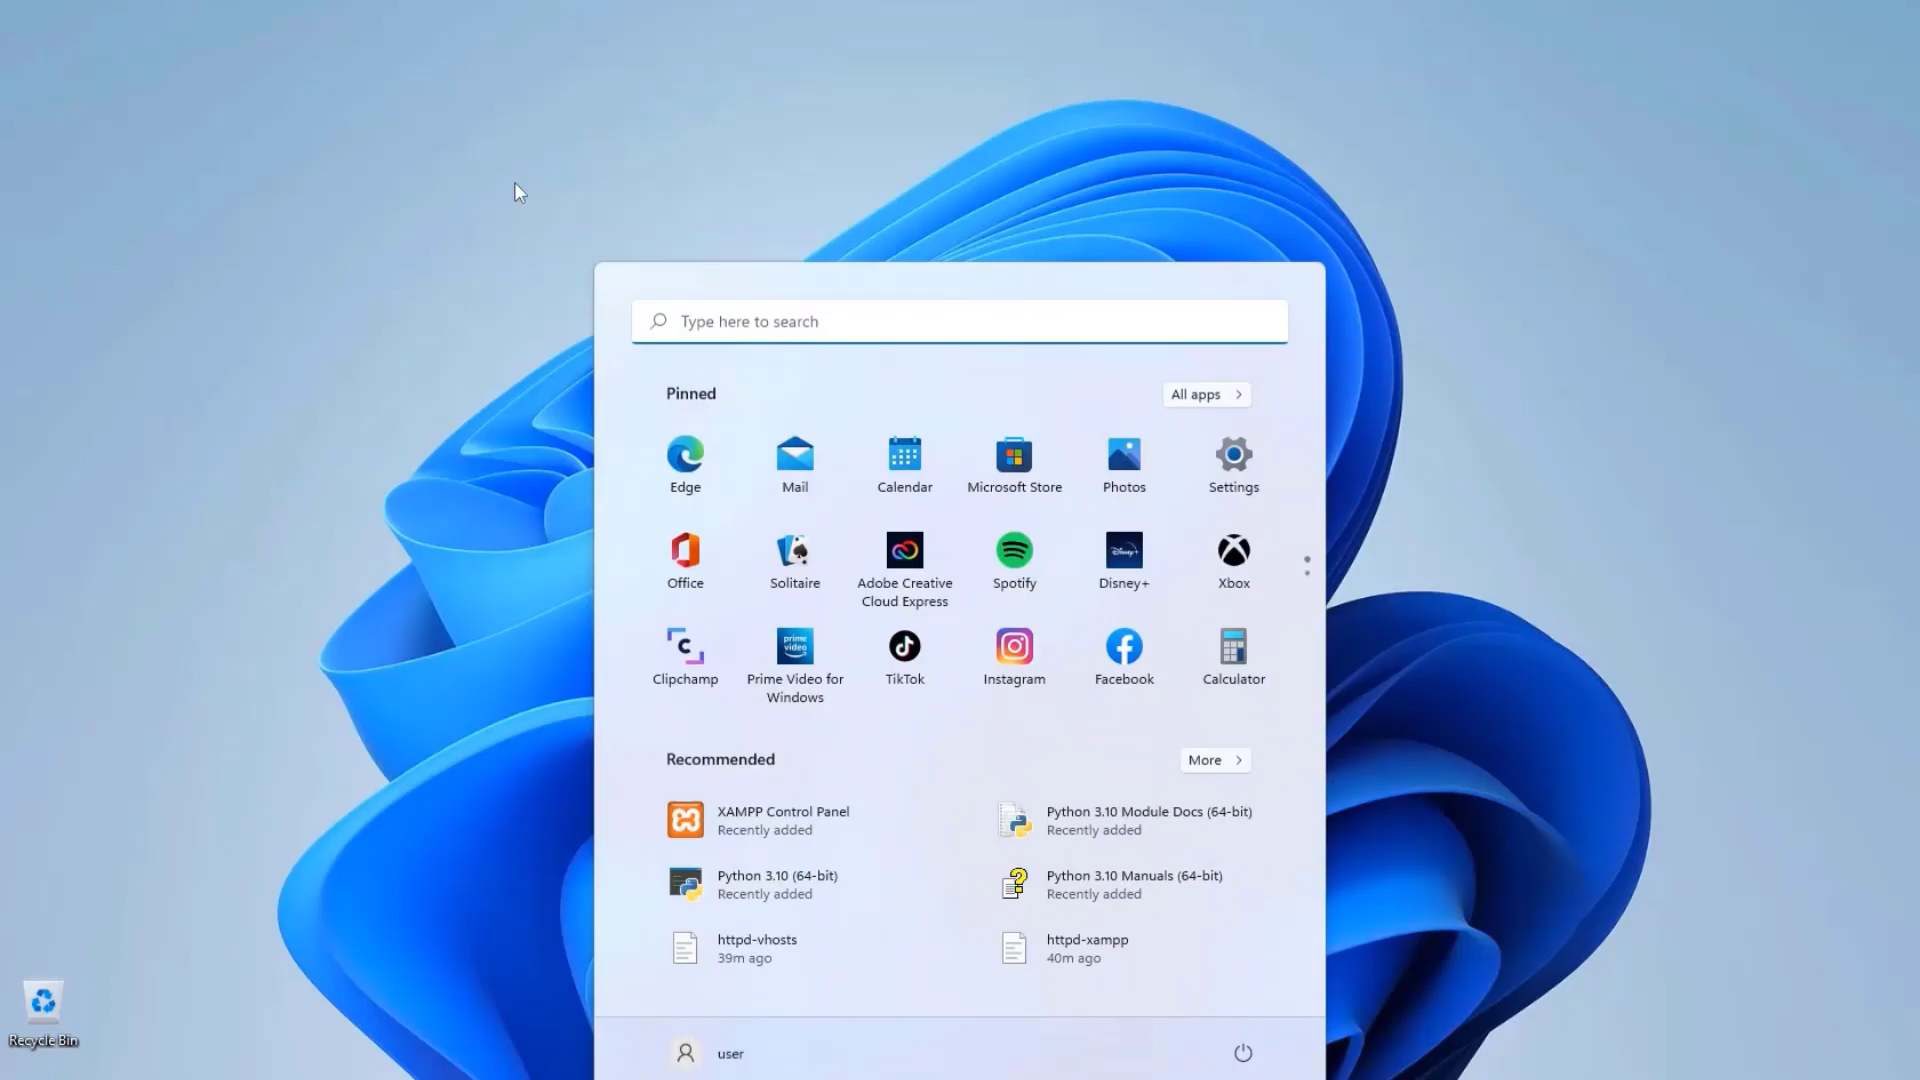 Type here to search
Pinned
All apps
Edge
Mail
Calendar
Microsoft Store
Photos
Settings
Office
Solitaire
Adobe Creative
Cloud Express
Spotify
Disney+
Disney+
Xbox
prime
video
Clipchamp
Prime Video for
Windows
TikTok
Instagram
Facebook
Calculator
Recommended
More
XAMPP Control Panel
Recently added
Python 3.10 Module Docs (64-bit)
Recently added
Python 3.10 (64-bit)
Recently added
Python 3.10 Manuals (64-bit)
Recently added
httpd-vhosts
39m ago
httpd-xampp
40m ago
Recycle Bin
user